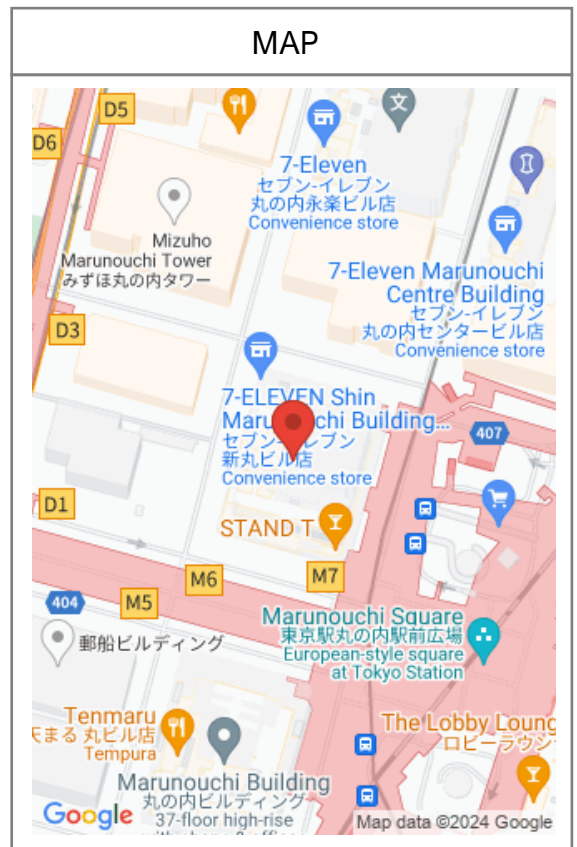 MAP
D5
D6
7-Eleven
セブン-イレブン
丸の内永楽ビル店
Convenience store
Mizuho
Marunouchi Tower
みずほ丸の内タワー
7-Eleven Marunouchi
Centre Building
セブン-イレブン
丸の内センタービル店
Convenience store
D3
7-ELEVEN Shin
Maru chi Building...
セブン- レブン
新丸ビル店
Convenience store
407
D1
STAND T
M6
M7
404
M5
Marunouchi Square
東京駅丸の内駅前広場
European-style square
at Tokyo Station
郵船ビルディング
Tenmaru
天まる 丸ビル店
Tempura
The Lobby Loung
ロビーラウン
Marunouchi Building
丸の内ビルディング
37-floor high-rise
Google
Map data ©2024 Google